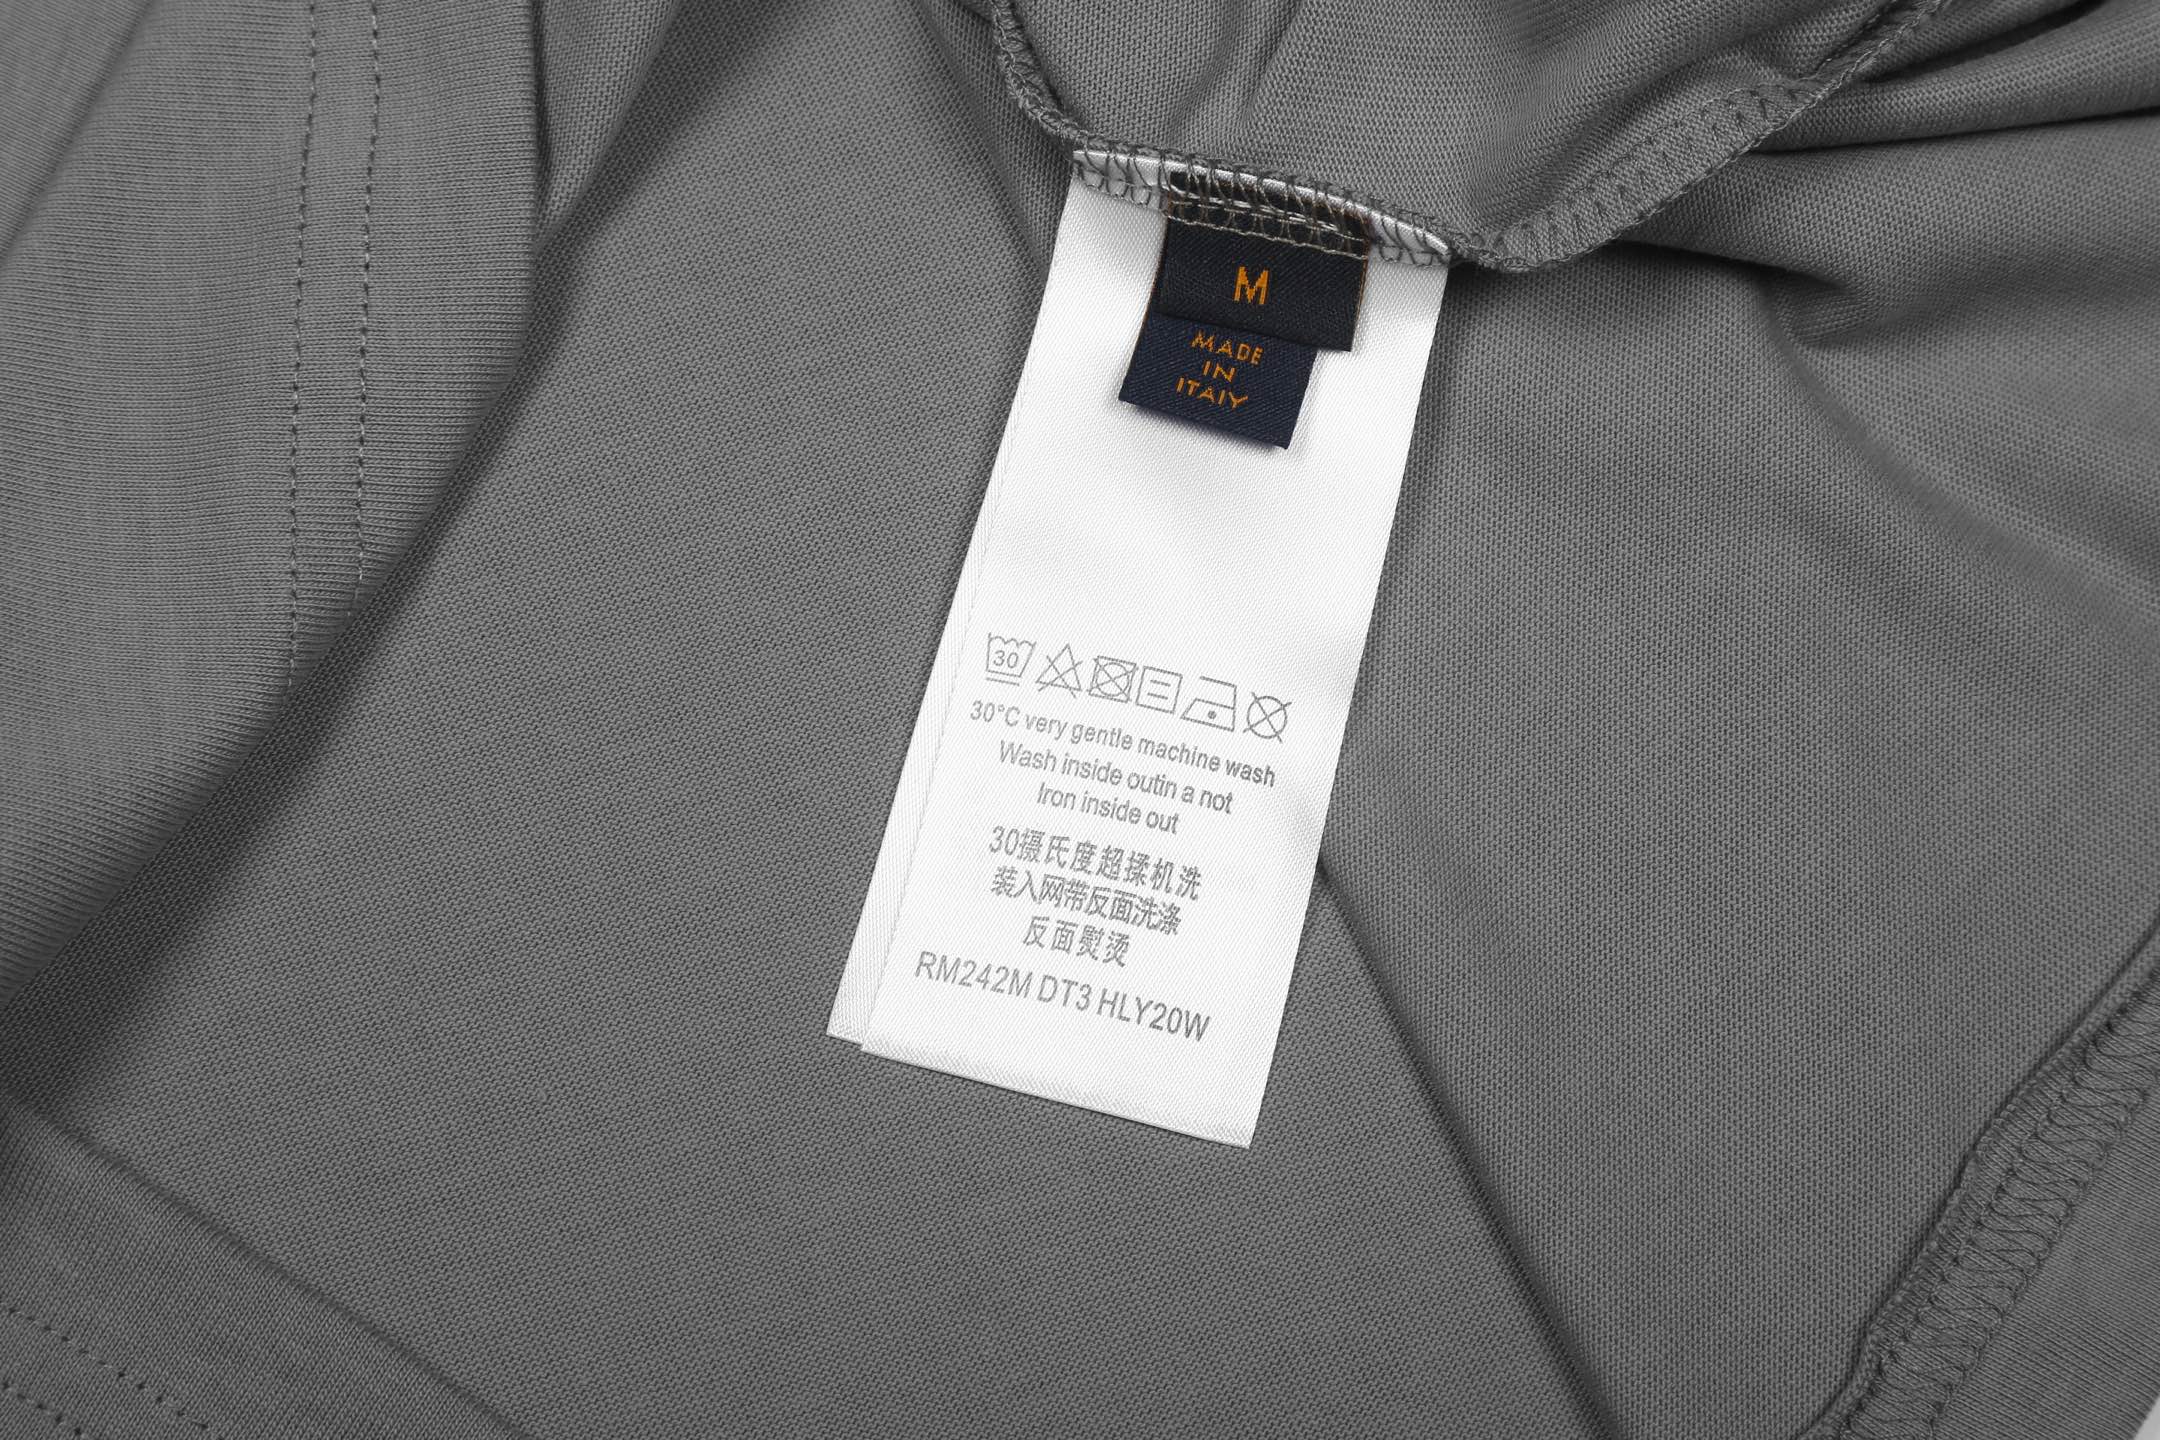 M
MADE
IN
ITAIY
30
30°C very gentle machine wash
Wash inside outin a not
Iron inside out
30摄氏度超揉机洗
装入网带反面洗涤
反面熨烫
RM242M DT3 HLY20W